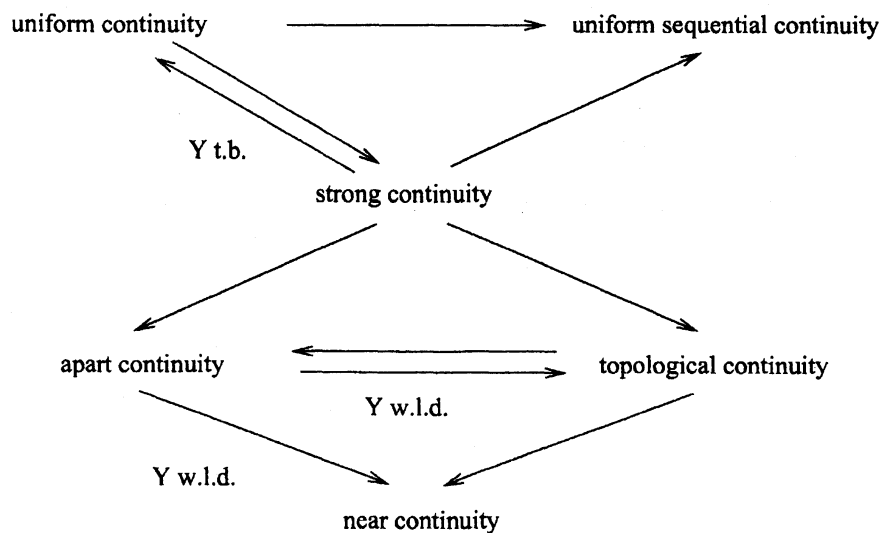 uniform continuity
uniform sequential continuity
Y t.b.
strong continuity
apart continuity
topological continuity
Y w.l.d.
Y w.l.d.
near continuity